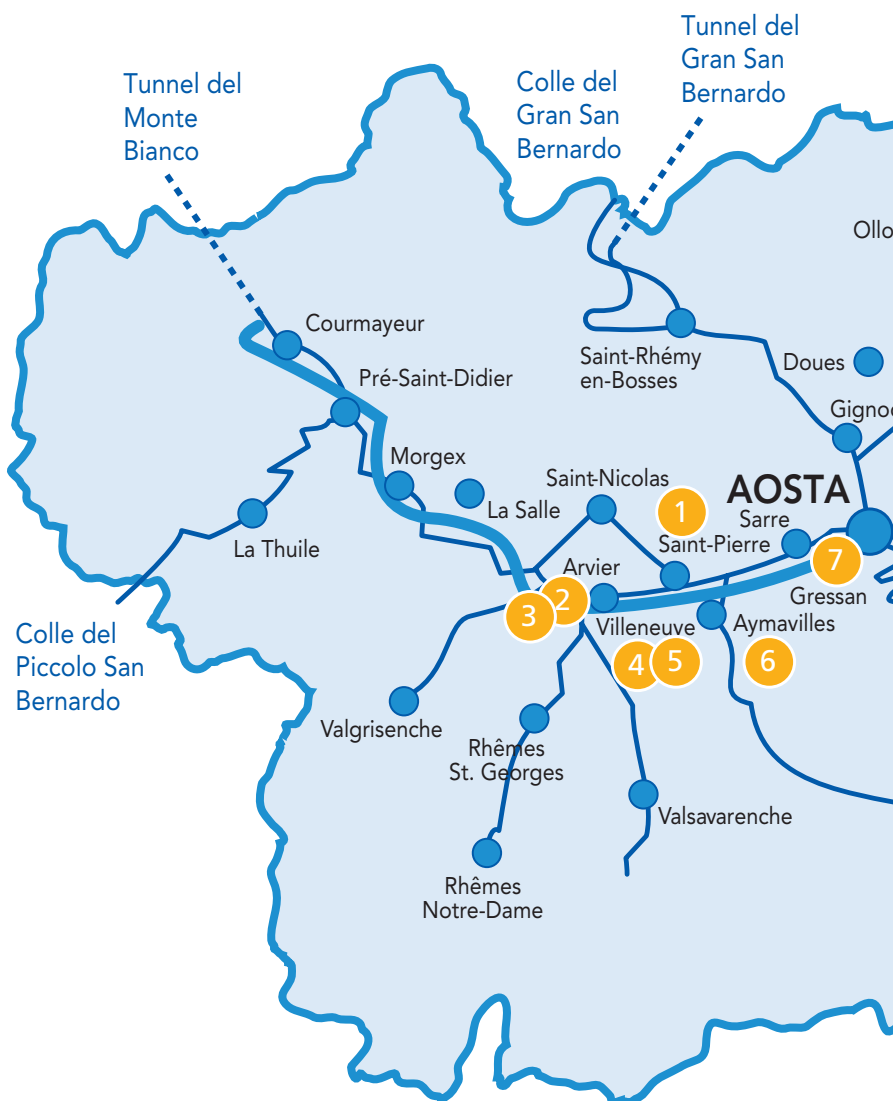 Tunnel del
Gran San
Bernardo
Tunnel del
Monte
Bianco
Colle del
Gran San
Bernardo
Ollo
Courmayeur
Saint-Rhémy
en-Bosses
Doues
Pré-Saint-Didier
Gignod
Morgex
Saint-Nicolas
AOSTA
La Salle
1
Sarre
La Thuile
Saint-Pierre
Arvier
7
2
Gressan
3
Villeneuve
Aymavilles
Colle del
Piccolo San
Bernardo
4
5
6
Valgrisenche
Rhêmes
St. Georges
Valsavarenche
Rhêmes
Notre-Dame